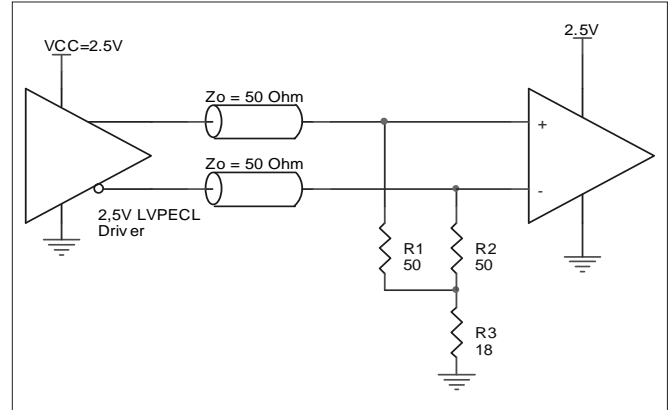 VCC=2.5V
2.5V
Zo = 50 Ohm
+
Zo = 50 Ohm
-
2,5V LVPECL
Driver
R1
50
R2
50
R3
18